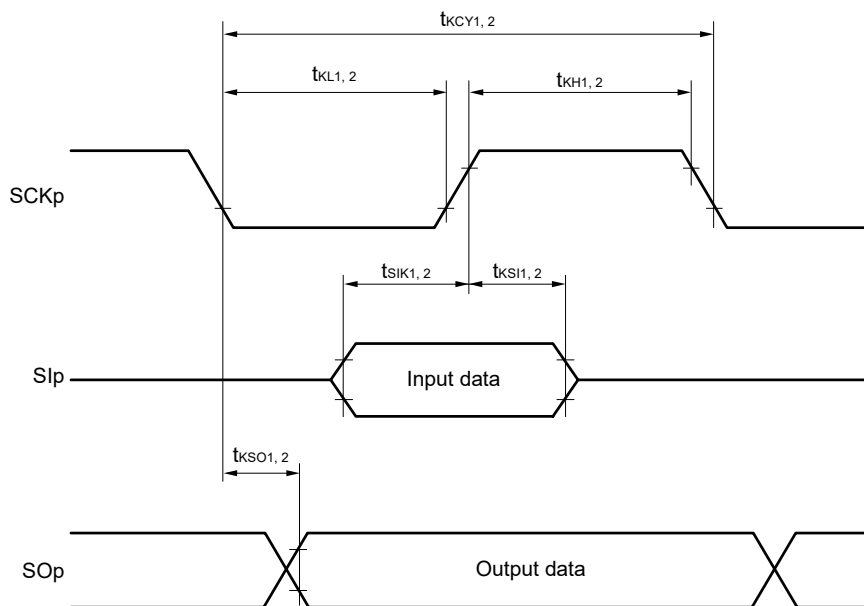 tKCY1, 2
tKL1, 2
tKH1, 2
SCKp
tSIK1, 2
tKSI1, 2
SIp
Input data
tKSO1, 2
SOp
Output data